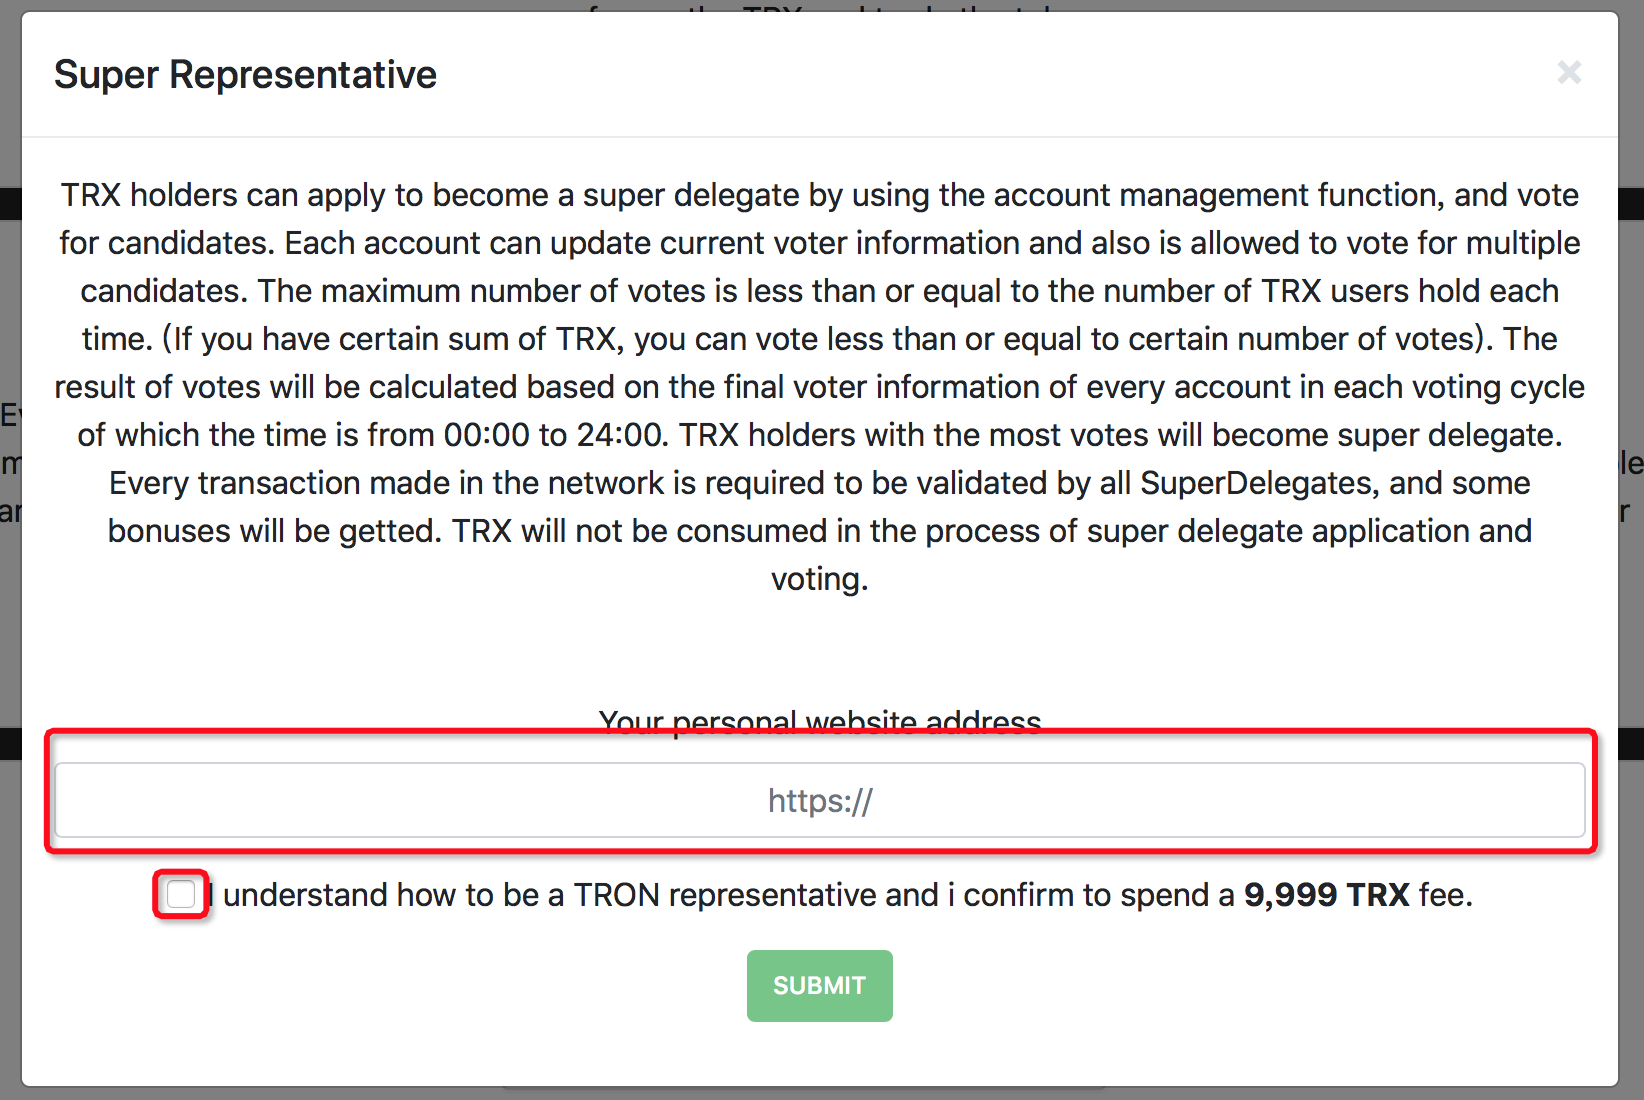 Super Representative
×
TRX holders can apply to become a super delegate by using the account management function, and vote
for candidates. Each account can update current voter information and also is allowed to vote for multiple
candidates. The maximum number of votes is less than or equal to the number of TRX users hold each
time. (If you have certain sum of TRX, you can vote less than or equal to certain number of votes). The
result of votes will be calculated based on the final voter information of every account in each voting cycle
of which the time is from 00:00 to 24:00. TRX holders with the most votes will become super delegate.
Every transaction made in the network is required to be validated by all SuperDelegates, and some
bonuses will be getted. TRX will not be consumed in the process of super delegate application and
voting.
Your personal website address
https://
I understand how to be a TRON representative and i confirm to spend a 9,999 TRX fee.
SUBMIT